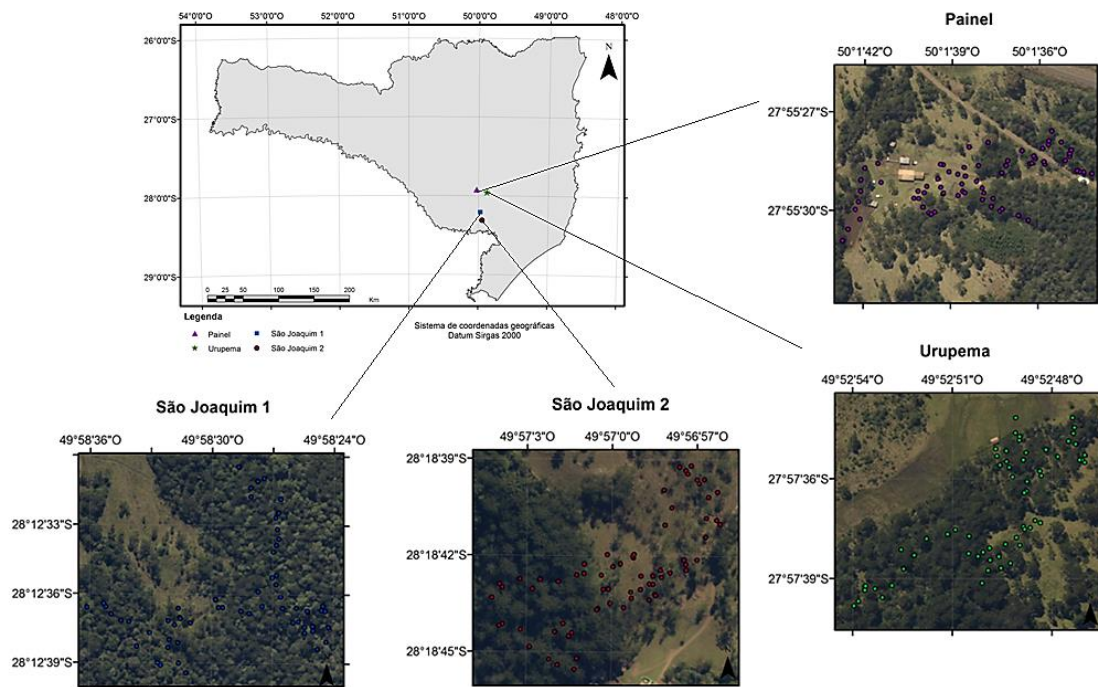 54°0'0"O 53°0'0"O 52°0'0"O 51°0'0"O 50°0'0"O 49°0'0"O 48°0'0"O
26°0'0"S
27°0'0"S
28°0'0"S
29°0'0"S
N
0 25 50 100 150 200
Km
Legenda
Painel São Joaquim 1
Urupema São Joaquim 2
Sistema de coordenadas geográficas
Datum Sirgas 2000
Painel
50°1'42"O 50°1'39"O 50°1'36"O
27°55'27"S
27°55'30"S
Urupema
49°52'54"O 49°52'51"O 49°52'48"O
27°57'36"S
27°57'39"S
São Joaquim 1
49°58'36"O 49°58'30"O 49°58'24"O
28°12'33"S
28°12'36"S
28°12'39"S
São Joaquim 2
49°57'3"O 49°57'0"O 49°56'57"O
28°18'39"S
28°18'42"S
28°18'45"S